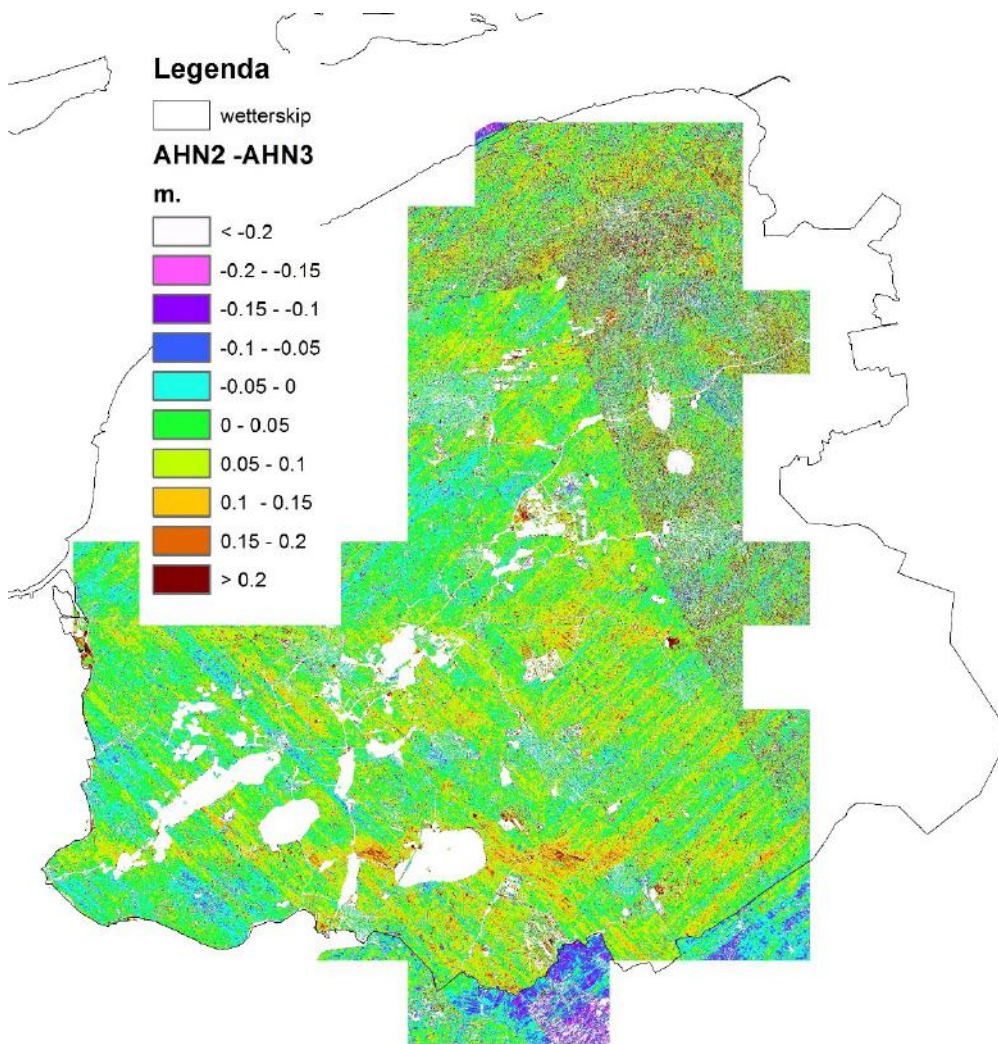 Legenda
wetterskip
AHN2 -AHN3
m.
< -0.2
-0.2 - -0.15
-0.15 - -0.1
-0.1 - -0.05
-0.05 - 0
0 - 0.05
0.05 - 0.1
0.1 - 0.15
0.15 - 0.2
> 0.2